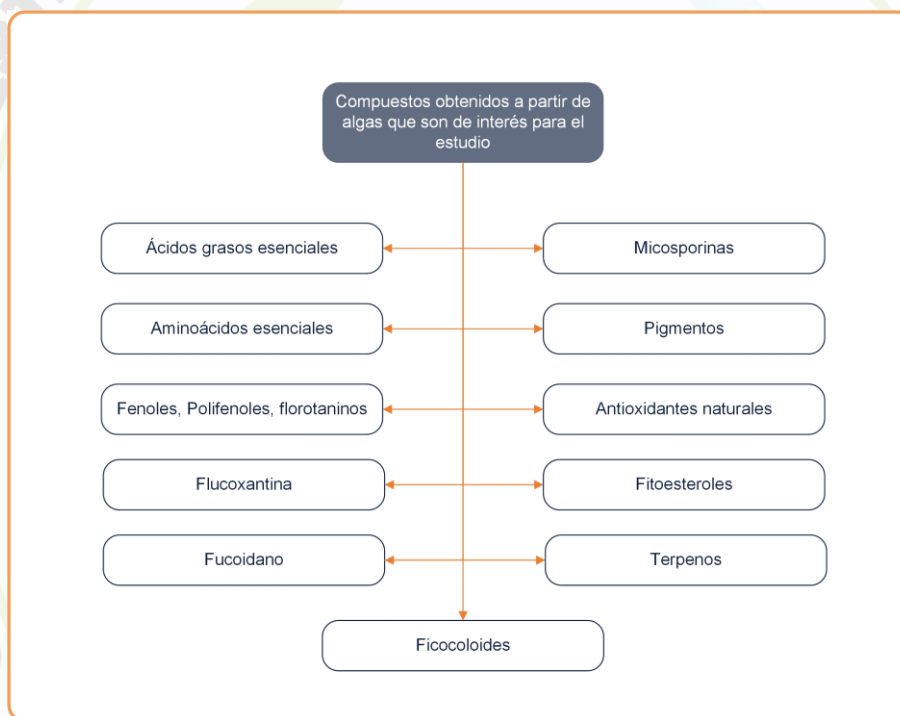 Compuestos obtenidos a partir de
algas que son de interés para el
estudio
Ácidos grasos esenciales
Micosporinas
Aminoácidos esenciales
Pigmentos
Fenoles, Polifenoles, florotaninos
Antioxidantes naturales
Flucoxantina
Fitoesteroles
Fucoidano
Terpenos
Ficocoloides